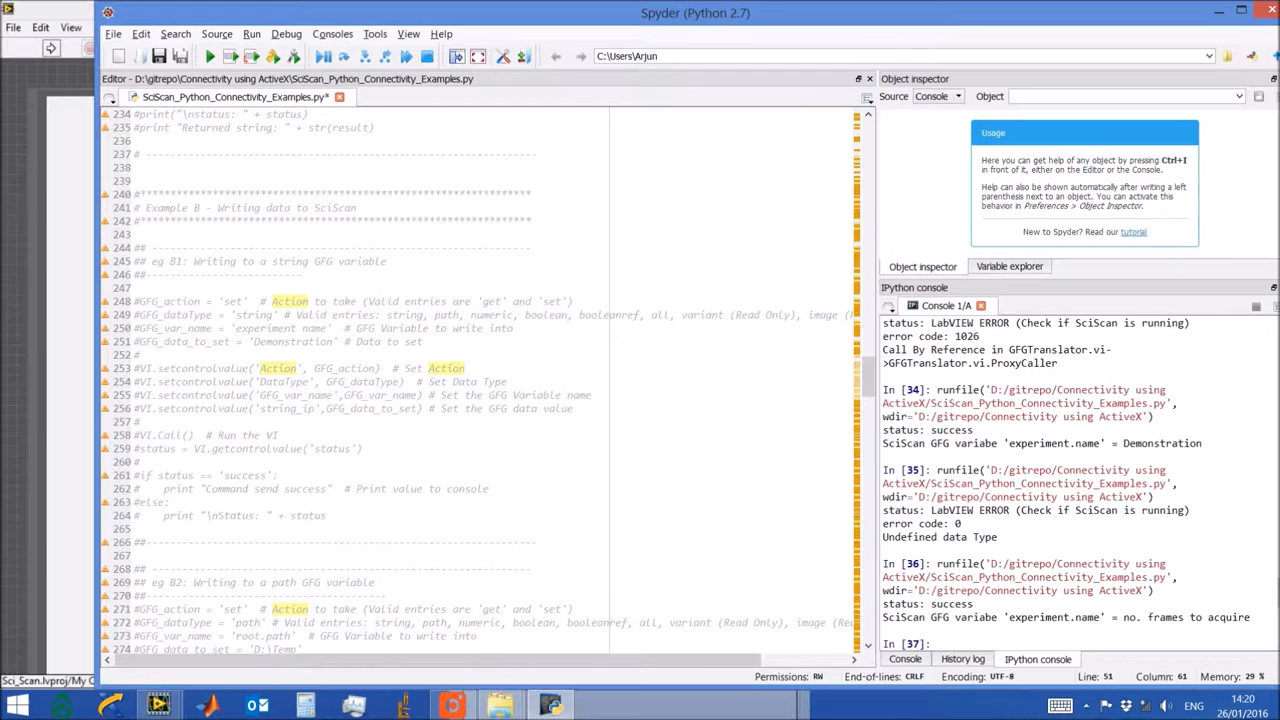 File Edit View
Spyder (Python 2.7)
File Edit Search Source Run Debug Consoles Tools View Help
C:\Users\Arjun
Editor - D:\gitrepo\Connectivity using ActiveX\SciScan_Python_Connectivity_Examples.py
SciScan_Python_Connectivity_Examples.py*
234 #print("\nstatus: " + status)
235 #print "Returned string: " + str(result)
236
237 # -------------------------------------------------------
238
239
240 #*******************************************************
241 # Example B - Writing data to SciScan
242 #*******************************************************
243
244 ## -----------------------------------------------------
245 ## eg B1: Writing to a string GFG variable
246 ##----------------------
247
248 #GFG_action = 'set' # Action to take (Valid entries are 'get' and 'set')
249 #GFG_dataType = 'string' # Valid entries: string, path, numeric, boolean, booleanref, all, variant (Read Only), image (
250 #GFG_var_name = 'experiment name' # GFG Variable to write into
251 #GFG_data_to_set = 'Demonstration' # Data to set
252 #
253 #VI.setcontrolvalue('Action', GFG_action) # Set Action
254 #VI.setcontrolvalue('DataType', GFG_dataType) # Set Data Type
255 #VI.setcontrolvalue('GFG_var_name',GFG_var_name) # Set the GFG Variable name
256 #VI.setcontrolvalue('string_ip',GFG_data_to_set) # Set the GFG data value
257 #
258 #VI.Call() # Run the VI
259 #status = VI.getcontrolvalue('status')
260 #
261 #if status == 'success':
262 # print "Command send success" # Print value to console
263 #else:
264 # print "\nStatus: " + status
265
266 ##-------------------------------------------------------
267
268 ## -----------------------------------------------------
269 ## eg B2: Writing to a path GFG variable
270 ##----------------------------------
271 #GFG_action = 'set' # Action to take (Valid entries are 'get' and 'set')
272 #GFG_dataType = 'path' # Valid entries: string, path, numeric, boolean, booleanref, all, variant (Read Only), image (
273 #GFG_var_name = 'root.path' # GFG Variable to write into
274 #GFG_data_to_set = 'D:\Temp'
Object inspector
Source Console Object
Usage
Here you can get help of any object by pressing Ctrl+I
in front of it, either on the Editor or the Console.
Help can also be shown automatically after writing a left
parenthesis next to an object. You can activate this
behavior in Preferences > Object Inspector.
New to Spyder? Read our tutorial
Object inspector Variable explorer
IPython console
Console 1/A
status: LabVIEW ERROR (Check if SciScan is running)
error code: 1026
Call By Reference in GFGTranslator.vi-
>GFGTranslator.vi.ProxyCaller
In [34]: runfile('D:/gitrepo/Connectivity using
ActiveX/SciScan_Python_Connectivity_Examples.py',
wdir='D:/gitrepo/Connectivity using ActiveX')
status: success
SciScan GFG variabe 'experiment.name' = Demonstration
In [35]: runfile('D:/gitrepo/Connectivity using
ActiveX/SciScan_Python_Connectivity_Examples.py',
wdir='D:/gitrepo/Connectivity using ActiveX')
status: LabVIEW ERROR (Check if SciScan is running)
error code: 0
Undefined data Type
In [36]: runfile('D:/gitrepo/Connectivity using
ActiveX/SciScan_Python_Connectivity_Examples.py',
wdir='D:/gitrepo/Connectivity using ActiveX')
status: success
SciScan GFG variabe 'experiment.name' = no. frames to acquire
In [37]:
Console History log IPython console
Sci_Scan.lvproj/My C
Permissions: RW End-of-lines: CRLF Encoding: UTF-8 Line: 51 Column: 61 Memory: 29 %
ENG
14:20
26/01/2016